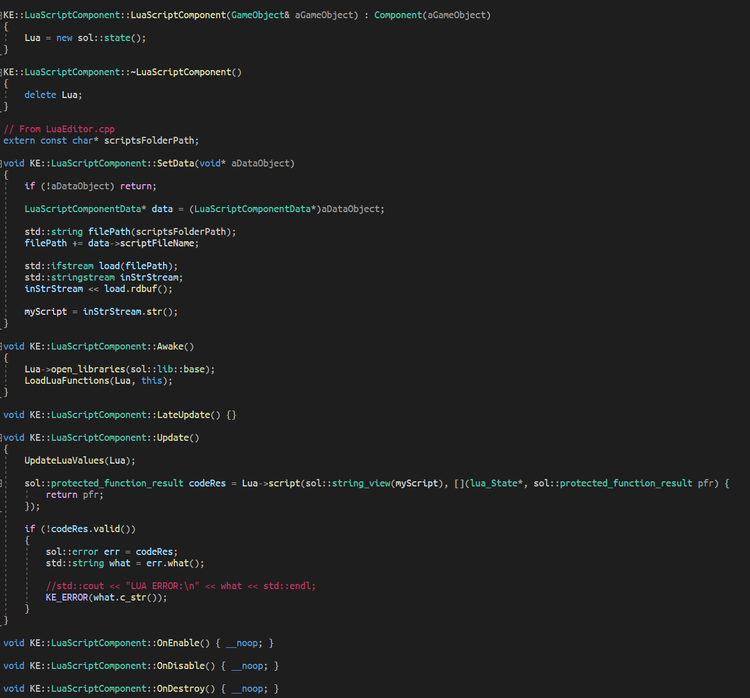 KE::LuaScriptComponent::LuaScriptComponent(GameObject& aGameObject) : Component(aGameObject)
{
    Lua = new sol::state();
}

KE::LuaScriptComponent::~LuaScriptComponent()
{
    delete Lua;
}

// From LuaEditor.cpp
extern const char* scriptsFolderPath;

void KE::LuaScriptComponent::SetData(void* aDataObject)
{
    if (!aDataObject) return;

    LuaScriptComponentData* data = (LuaScriptComponentData*)aDataObject;

    std::string filePath(scriptsFolderPath);
    filePath += data->scriptFileName;

    std::ifstream load(filePath);
    std::stringstream inStrStream;
    inStrStream << load.rdbuf();

    myScript = inStrStream.str();
}

void KE::LuaScriptComponent::Awake()
{
    Lua->open_libraries(sol::lib::base);
    LoadLuaFunctions(Lua, this);
}

void KE::LuaScriptComponent::LateUpdate() {}

void KE::LuaScriptComponent::Update()
{
    UpdateLuaValues(Lua);

    sol::protected_function_result codeRes = Lua->script(sol::string_view(myScript), [](lua_State*, sol::protected_function_result pfr) {
        return pfr;
    });

    if (!codeRes.valid())
    {
        sol::error err = codeRes;
        std::string what = err.what();

        //std::cout << "LUA ERROR:\n" << what << std::endl;
        KE_ERROR(what.c_str());
    }
}

void KE::LuaScriptComponent::OnEnable() { __noop; }

void KE::LuaScriptComponent::OnDisable() { __noop; }

void KE::LuaScriptComponent::OnDestroy() { __noop; }